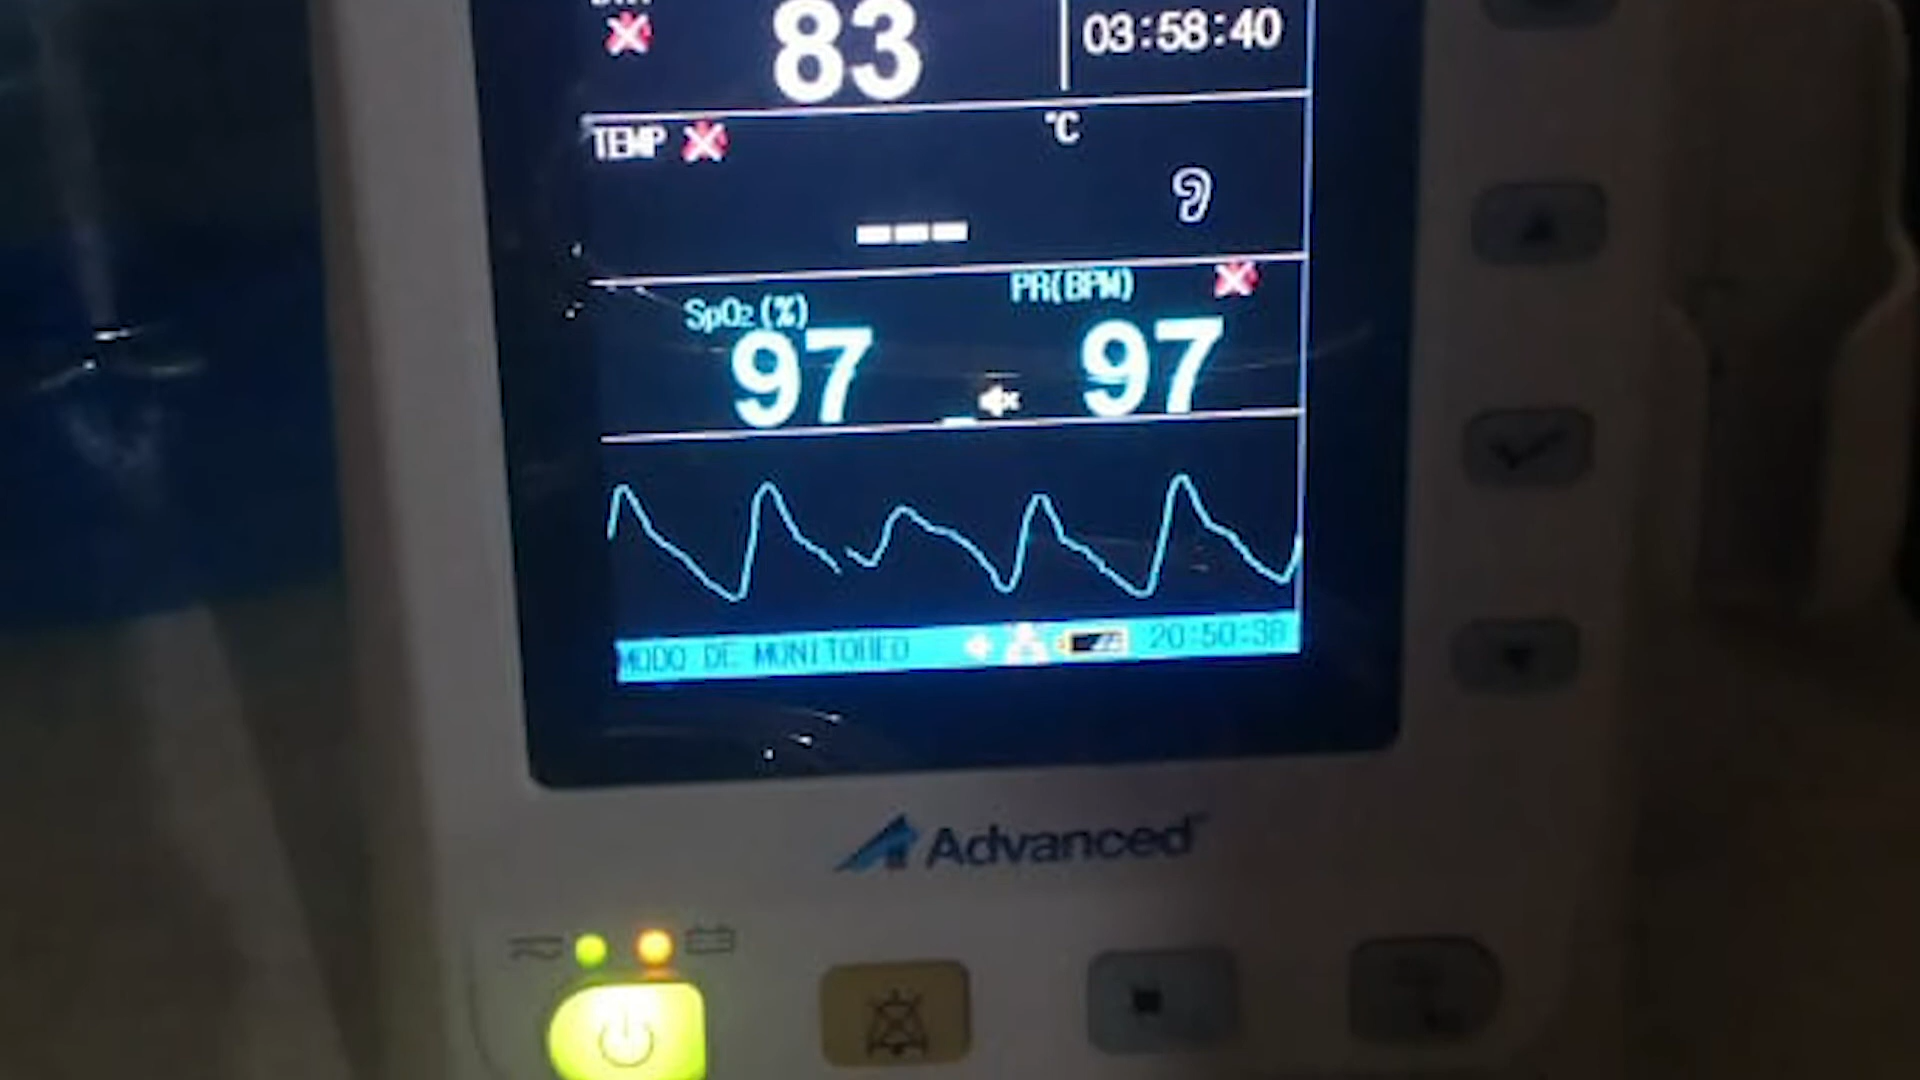 83
03:58:40
TEMP
°C
---
SpO2(%)
PR(BPM)
97
97
MODO DE MONITOREO
20:50:38
Advanced